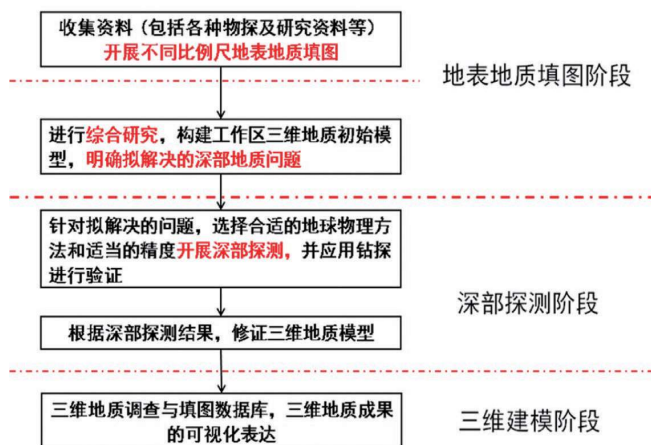 收集资料（包括各种物探及研究资料等）
开展不同比例尺地表地质填图
地表地质填图阶段
进行综合研究，构建工作区三维地质初始模
型，明确拟解决的深部地质问题
针对拟解决的问题，选择合适的地球物理方
法和适当的精度开展深部探测，并应用钻探
进行验证
深部探测阶段
根据深部探测结果，修证三维地质模型
三维地质调查与填图数据库，三维地质成果
的可视化表达
三维建模阶段